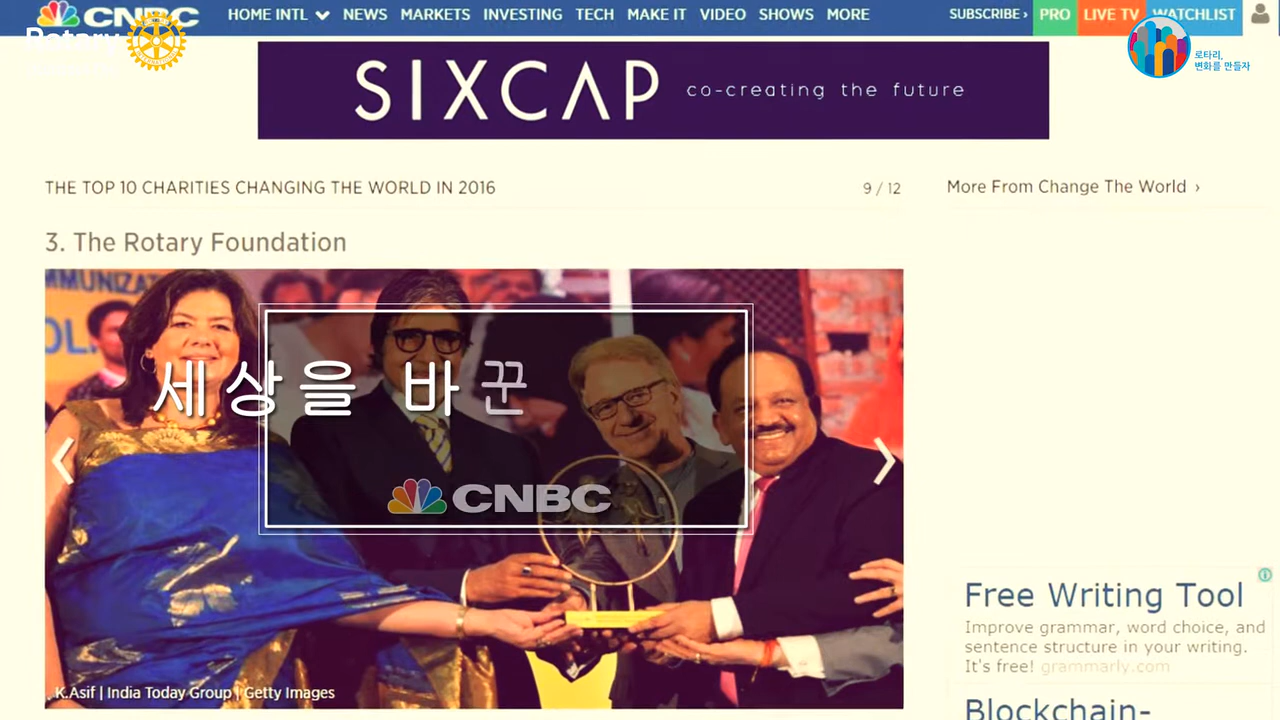 CNBC
HOME INTL NEWS MARKETS INVESTING TECH MAKE IT VIDEO SHOWS MORE
SUBSCRIBE › PRO LIVE TV WATCHLIST
Rotary
로타리,
변화를 만들자
SIXCAP co-creating the future
THE TOP 10 CHARITIES CHANGING THE WORLD IN 2016
9 / 12
More From Change The World ›
3. The Rotary Foundation
MMUNIZAT
OL
세상을 바꾼
CNBC
K.Asif | India Today Group | Getty Images
Free Writing Tool
Improve grammar, word choice, and
sentence structure in your writing.
It's free! grammarly.com
Blockchain-